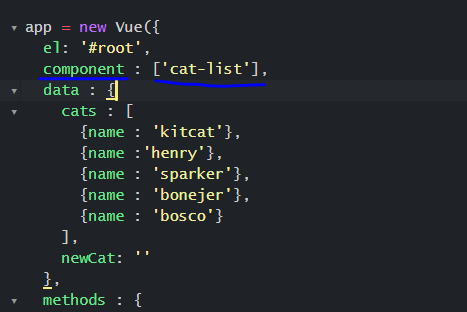 app = new Vue({
el: '#root',
component : ['cat-list'],
data : {
cats : [
{name : 'kitcat'},
{name :'henry'},
{name : 'sparker'},
{name : 'bonejer'},
{name : 'bosco'}
],
newCat: ''
},
methods : {